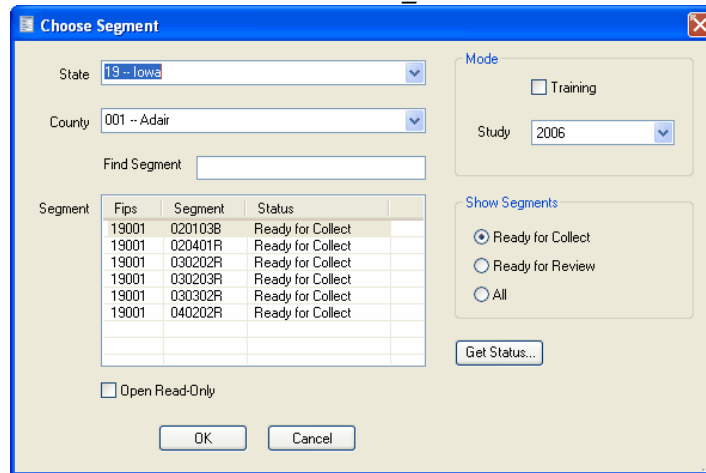 Choose Segment
State 19 -- Iowa
County 001 -- Adair
Find Segment
Segment
Fips Segment Status
19001 020103B Ready for Collect
19001 020401R Ready for Collect
19001 030202R Ready for Collect
19001 030203R Ready for Collect
19001 030302R Ready for Collect
19001 040202R Ready for Collect
Open Read-Only
OK Cancel
Mode
Training
Study 2006
Show Segments
Ready for Collect
Ready for Review
All
Get Status...